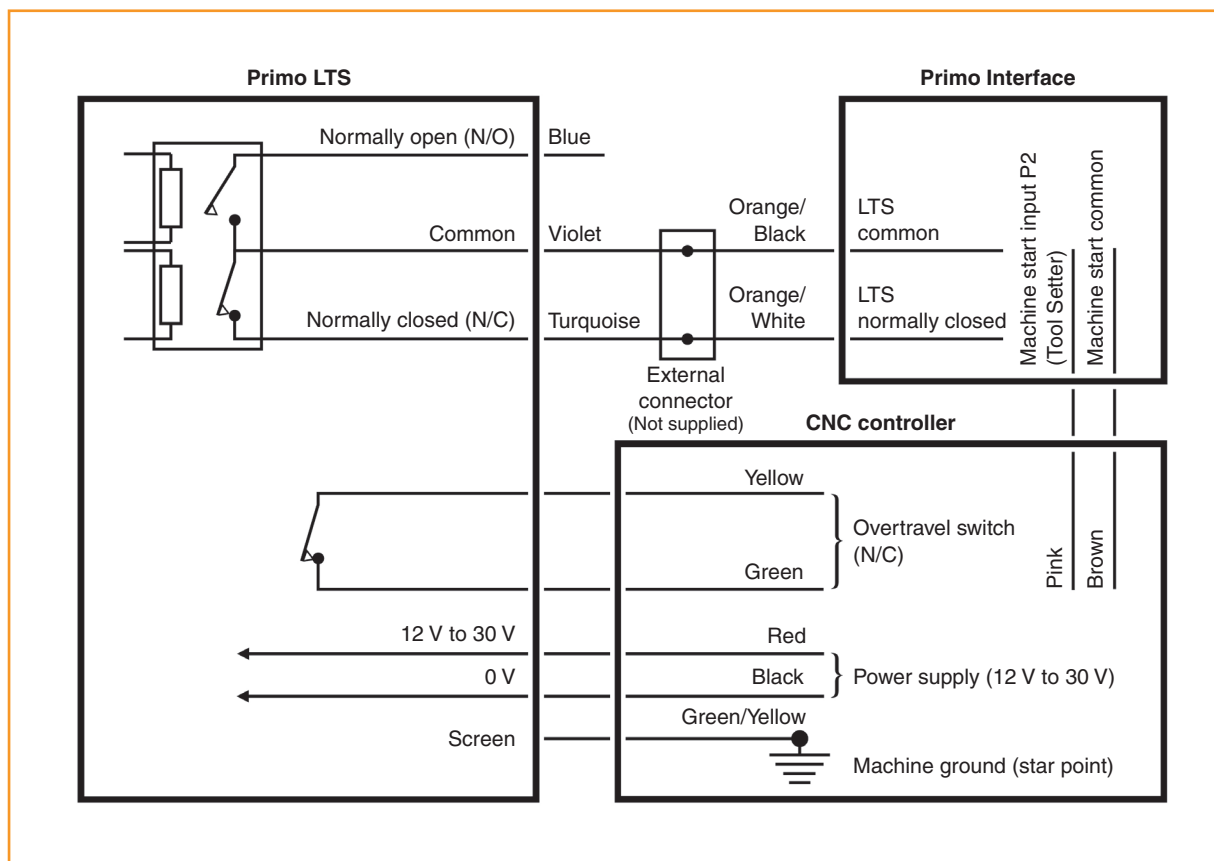 Primo LTS
Primo Interface
Normally open (N/O)
Blue
Common
Violet
Orange/
Black
LTS
common
Normally closed (N/C)
Turquoise
Orange/
White
LTS
normally closed
Machine start input P2
(Tool Setter)
Machine start common
External
connector
(Not supplied)
CNC controller
Yellow
Green
Overtravel switch
(N/C)
Pink
Brown
12 V to 30 V
Red
0 V
Black
Power supply (12 V to 30 V)
Screen
Green/Yellow
Machine ground (star point)